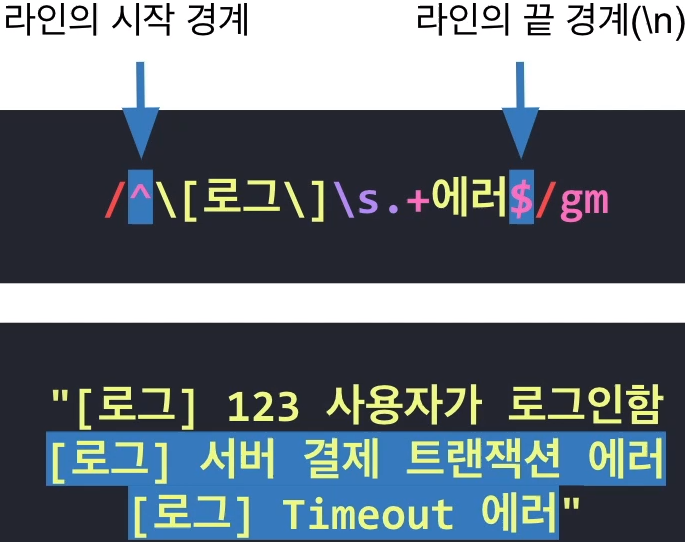 라인의 시작 경계
라인의 끝 경계(\n)
/^\[로그\]\s.+에러$/gm
"[로그] 123 사용자가 로그인함
[로그] 서버 결제 트랜잭션 에러
[로그] Timeout 에러"